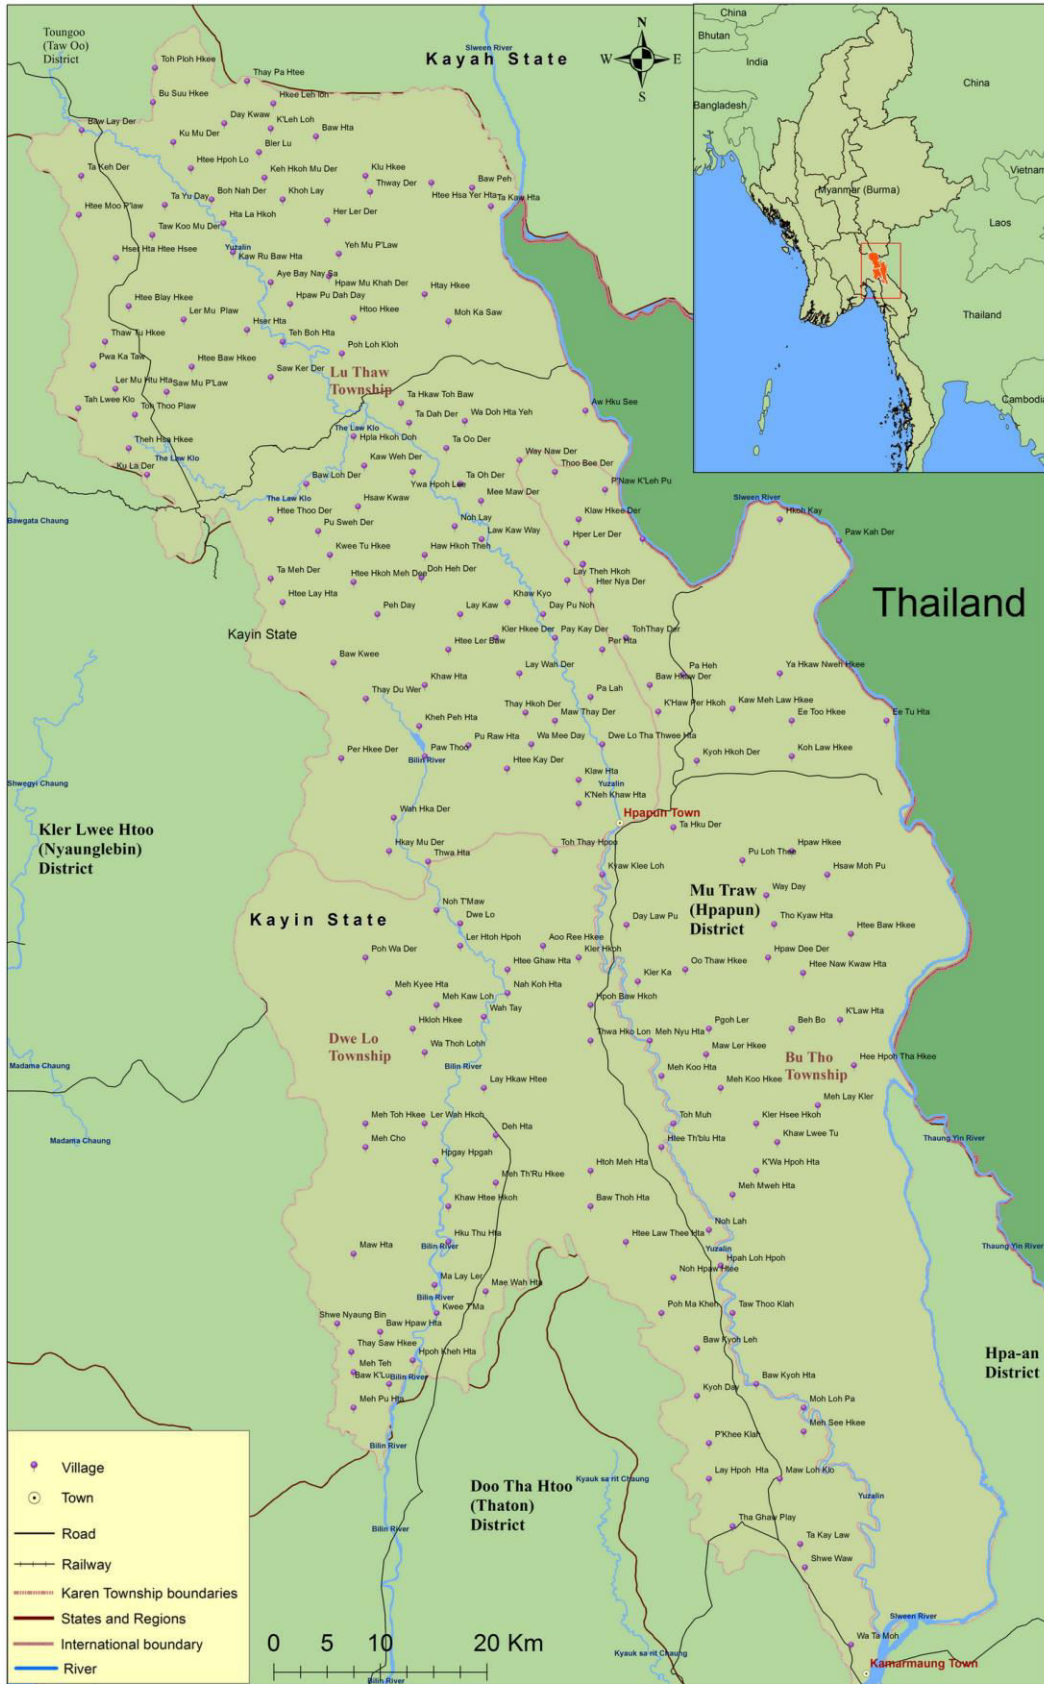 Toungoo
(Taw Oo)
District
Kayah State
Slween River
N
W
E
S
China
Bhutan
India
China
Bangladesh
Vietnam
Myanmar (Burma)
Laos
Thailand
Cambodia
Toh Ploh Hkee
Thay Pa Htee
Bu Suu Hkee
Hkee Leh loh
Day Kwaw
K'Leh Loh
Baw Lay Der
Baw Hta
Ku Mu Der
Bler Lu
Htee Hpoh Lo
Keh Hkoh Mu Der
Klu Hkee
Ta Keh Der
Thway Der
Baw Peh
Boh Nah Der
Khoh Lay
Htee Hsa Yer Hta
Ta Yu Day
Ta Kaw Hta
Htee Moo P'law
Hta La Hkoh
Her Ler Der
Taw Koo Mu Der
Yuzalin
Yeh Mu P'Law
Hset Hta Htee Hsee
Kaw Ru Baw Hta
Aye Bay Nay Sa
Hpaw Mu Khah Der
Htee Blay Hkee
Hpaw Pu Dah Day
Htay Hkee
Ler Mu Plaw
Hser Hta
Htoo Hkee
Moh Ka Saw
Thaw Tu Hkee
Teh Boh Hta
Pwa Ka Taw
Htee Baw Hkee
Poh Loh Kloh
Ler Mu Htu Hta
Saw Mu P'Law
Saw Ker Der
Lu Thaw
Township
Tah Lwee Klo
Toh Thoo Plaw
Ta Hkaw Toh Baw
Aw Hku See
Ta Dah Der
Wa Doh Hta Yeh
The Law Klo
Theh Hsa Hkee
Hpla Hkoh Doh
Ta Oo Der
The Law Klo
Kaw Weh Der
Way Naw Der
Ku La Der
Thoo Bee Der
Baw Loh Der
Ywa Hpoh Lee
Ta Oh Der
P'Naw K'Leh Pu
The Law Klo
Mee Maw Der
Slween River
Bawgata Chaung
Htee Thoo Der
Hsaw Kwaw
Klaw Hkee Der
Hkoh Kay
Pu Sweh Der
Noh Lay
Law Kaw Way
Paw Kah Der
Kwee Tu Hkee
Haw Hkoh Theh
Hper Ler Der
Ta Meh Der
Htee Hkoh Meh Dee
Doh Heh Der
Lay Theh Hkoh
Hter Nya Der
Htee Lay Hta
Khaw Kyo
Thailand
Peh Day
Lay Kaw
Day Pu Noh
Kayin State
Kler Hkee Der
Pay Kay Der
TohThay Der
Htee Ler Baw
Per Hta
Baw Kwee
Lay Wah Der
Pa Heh
Ya Hkaw Nweh Hkee
Khaw Hta
Baw Hkaw Der
Thay Du Wer
Pa Lah
Thay Hkoh Der
K'Haw Per Hkoh
Kaw Meh Law Hkee
Kheh Peh Hta
Maw Thay Der
Ee Too Hkee
Ee Tu Hta
Pu Raw Hta
Wa Mee Day
Dwe Lo Tha Thwee Hta
Per Hkee Der
Paw Thoo
Kyoh Hkoh Der
Koh Law Hkee
Bilin River
Htee Kay Der
Klaw Hta
Yuzalin
Shwegyi Chaung
K'Neh Khaw Hta
Wah Hka Der
Hpapun Town
Kler Lwee Htoo
(Nyaunglebin)
District
Ta Hku Der
Hkay Mu Der
Toh Thay Hpoo
Thwa Hta
Pu Loh Thee
Hpaw Hkee
Kyaw Klee Loh
Hsaw Moh Pu
Mu Traw
(Hpapun)
District
Way Day
Noh T'Maw
Kayin State
Dwe Lo
Day Law Pu
Tho Kyaw Hta
Htee Baw Hkee
Ler Htoh Hpoh
Aoo Ree Hkee
Poh Wa Der
Kler Hkoh
Hpaw Dee Der
Htee Ghaw Hta
Oo Thaw Hkee
Htee Naw Kwaw Hta
Kler Ka
Meh Kyee Hta
Nah Koh Hta
Meh Kaw Loh
Hpoh Baw Hkoh
Wah Tay
K'Law Hta
Hkloh Hkee
Dwe Lo
Township
Thwa Hko Lon
Meh Nyu Hta
Pgoh Ler
Beh Bo
Wa Thoh Lohh
Maw Ler Hkee
Bu Tho
Township
Hee Hpoh Tha Hkee
Madama Chaung
Bilin River
Meh Koo Hta
Lay Hkaw Htee
Meh Koo Hkee
Meh Lay Kler
Meh Toh Hkee
Ler Wah Hkoh
Toh Muh
Kler Hsee Hkoh
Madama Chaung
Deh Hta
Thaung Yin River
Meh Cho
Htee Th'blu Hta
Khaw Lwee Tu
Hpgay Hpgah
K'Wa Hpoh Hta
Meh Th'Ru Hkee
Htoh Meh Hta
Meh Mweh Hta
Khaw Htee Hkoh
Baw Thoh Hta
Noh Lah
Hku Thu Hta
Htee Law Thee Hta
Maw Hta
Bilin River
Yuzalin
Thaung Yin River
Hpah Loh Hpoh
Noh Hpaw Htee
Ma Lay Ler
Mae Wah Hta
Bilin River
Kwee T'Ma
Poh Ma Kheh
Taw Thoo Klah
Shwe Nyaung Bin
Baw Hpaw Hta
Thay Saw Hkee
Hpoh Kheh Hta
Baw Kyoh Leh
Hpa-an
District
Meh Teh
Baw K'Lu
Bilin River
Baw Kyoh Hta
Kyoh Day
Meh Pu Hta
Moh Loh Pa
Meh See Hkee
Bilin River
P'Khee Klah
Village
Doo Tha Htoo
(Thaton)
District
Kyauk sa rit Chaung
Lay Hpoh Hta
Maw Loh Klo
Town
Yuzalin
Bilin River
Tha Ghaw Play
Road
Ta Kay Law
Railway
Shwe Waw
Karen Township boundaries
States and Regions
Slween River
International boundary
Wa Ta Moh
River
0 5 10 20 Km
Kyauk sa rit Chaung
Kamarmaung Town
Bilin River